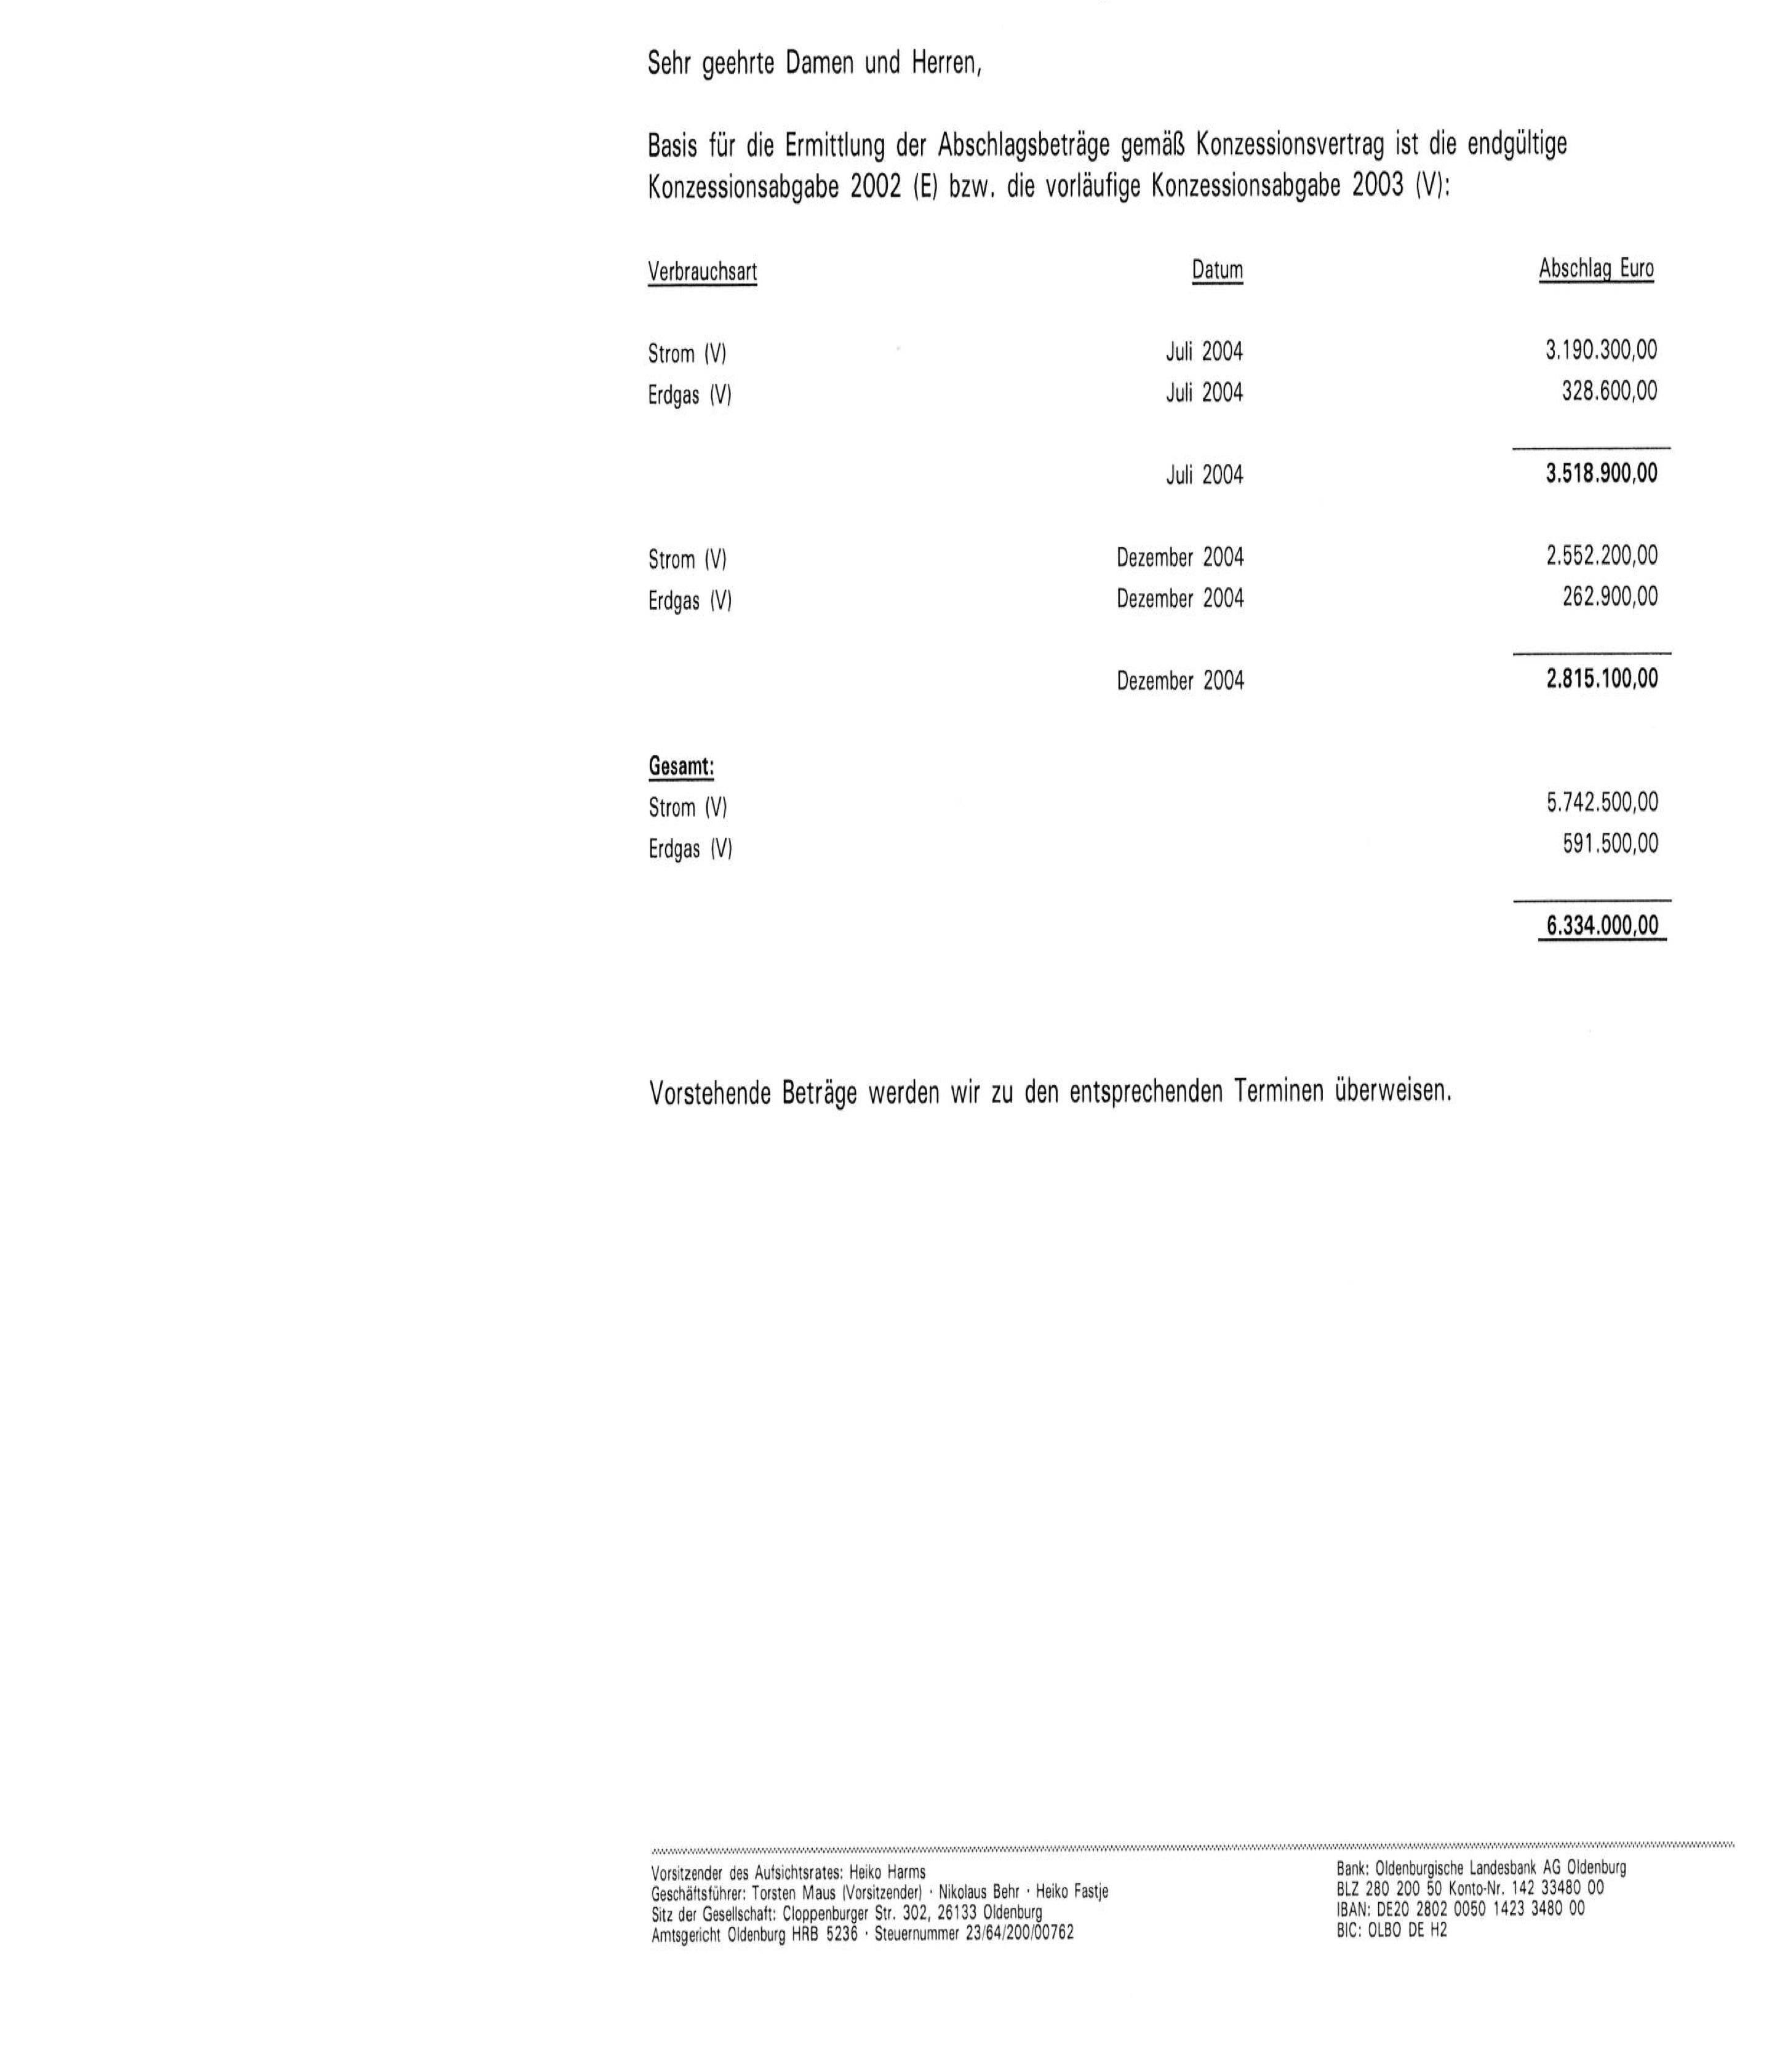 Sehr geehrte Damen und Herren,
Basis für die Ermittlung der Abschlagsbeträge gemäß Konzessionsvertrag ist die endgültige
Konzessionsabgabe 2002 (E) bzw. die vorläufige Konzessionsabgabe 2003 (V):
Verbrauchsart Datum Abschlag Euro
Strom (V) Juli 2004 3.190.300,00
Erdgas (V) Juli 2004 328.600,00
Juli 2004 3.518.900,00
Strom (V) Dezember 2004 2.552.200,00
Erdgas (V) Dezember 2004 262.900,00
Dezember 2004 2.815.100,00
Gesamt:
Strom (V) 5.742.500,00
Erdgas (V) 591.500,00
6.334.000,00
Vorstehende Beträge werden wir zu den entsprechenden Terminen überweisen.
Vorsitzender des Aufsichtsrates: Heiko Harms
Geschäftsführer: Torsten Maus (Vorsitzender) · Nikolaus Behr · Heiko Fastje
Sitz der Gesellschaft: Cloppenburger Str. 302, 26133 Oldenburg
Amtsgericht Oldenburg HRB 5236 · Steuernummer 23/64/200/00762
Bank: Oldenburgische Landesbank AG Oldenburg
BLZ 280 200 50 Konto-Nr. 142 33480 00
IBAN: DE20 2802 0050 1423 3480 00
BIC: OLBO DE H2